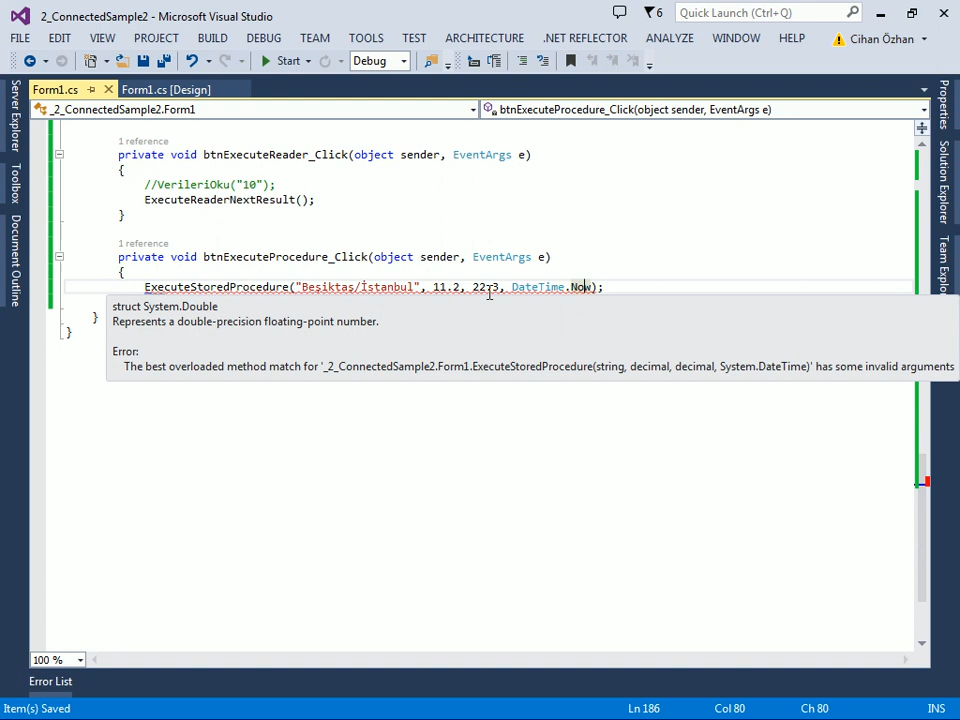 2_ConnectedSample2 - Microsoft Visual Studio
6
Quick Launch (Ctrl+Q)
FILE EDIT VIEW PROJECT BUILD DEBUG TEAM TOOLS TEST ARCHITECTURE .NET REFLECTOR ANALYZE WINDOW HELP Cihan Özhan
Start Debug
Form1.cs Form1.cs [Design]
_2_ConnectedSample2.Form1 btnExecuteProcedure_Click(object sender, EventArgs e)
Server Explorer
Toolbox
Document Outline
1 reference
private void btnExecuteReader_Click(object sender, EventArgs e)
{
//VerileriOku("10");
ExecuteReaderNextResult();
}
1 reference
private void btnExecuteProcedure_Click(object sender, EventArgs e)
{
ExecuteStoredProcedure("Beşiktaş/İstanbul", 11.2, 22.3, DateTime.Now);
struct System.Double
Represents a double-precision floating-point number.
Error:
The best overloaded method match for '_2_ConnectedSample2.Form1.ExecuteStoredProcedure(string, decimal, decimal, System.DateTime)' has some invalid arguments
}
}
Properties
Solution Explorer
Team Explorer
100 %
Error List
Item(s) Saved Ln 186 Col 80 Ch 80 INS